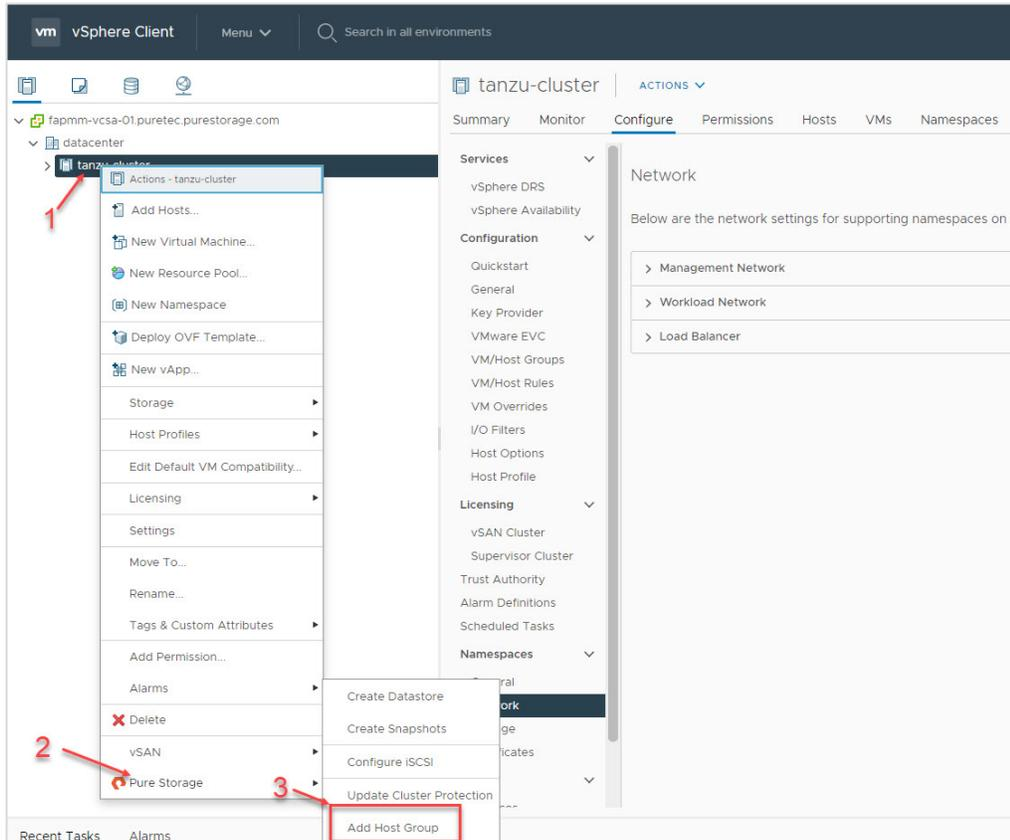 vm vSphere Client Menu Search in all environments
fapmm-vcsa-01.puretec.purestorage.com
datacenter
tanzu-cluster
1
Actions - tanzu-cluster
Add Hosts...
New Virtual Machine...
New Resource Pool...
New Namespace
Deploy OVF Template...
New vApp...
Storage
Host Profiles
Edit Default VM Compatibility...
Licensing
Settings
Move To...
Rename...
Tags & Custom Attributes
Add Permission...
Alarms
Delete
vSAN
2
Pure Storage
3
Create Datastore
Create Snapshots
Configure iSCSI
Update Cluster Protection
Add Host Group
tanzu-cluster ACTIONS
Summary Monitor Configure Permissions Hosts VMs Namespaces
Services
vSphere DRS
vSphere Availability
Configuration
Quickstart
General
Key Provider
VMware EVC
VM/Host Groups
VM/Host Rules
VM Overrides
I/O Filters
Host Options
Host Profile
Licensing
vSAN Cluster
Supervisor Cluster
Trust Authority
Alarm Definitions
Scheduled Tasks
Namespaces
ral
ork
ge
icates
Network
Below are the network settings for supporting namespaces on
Management Network
Workload Network
Load Balancer
Recent Tasks Alarms